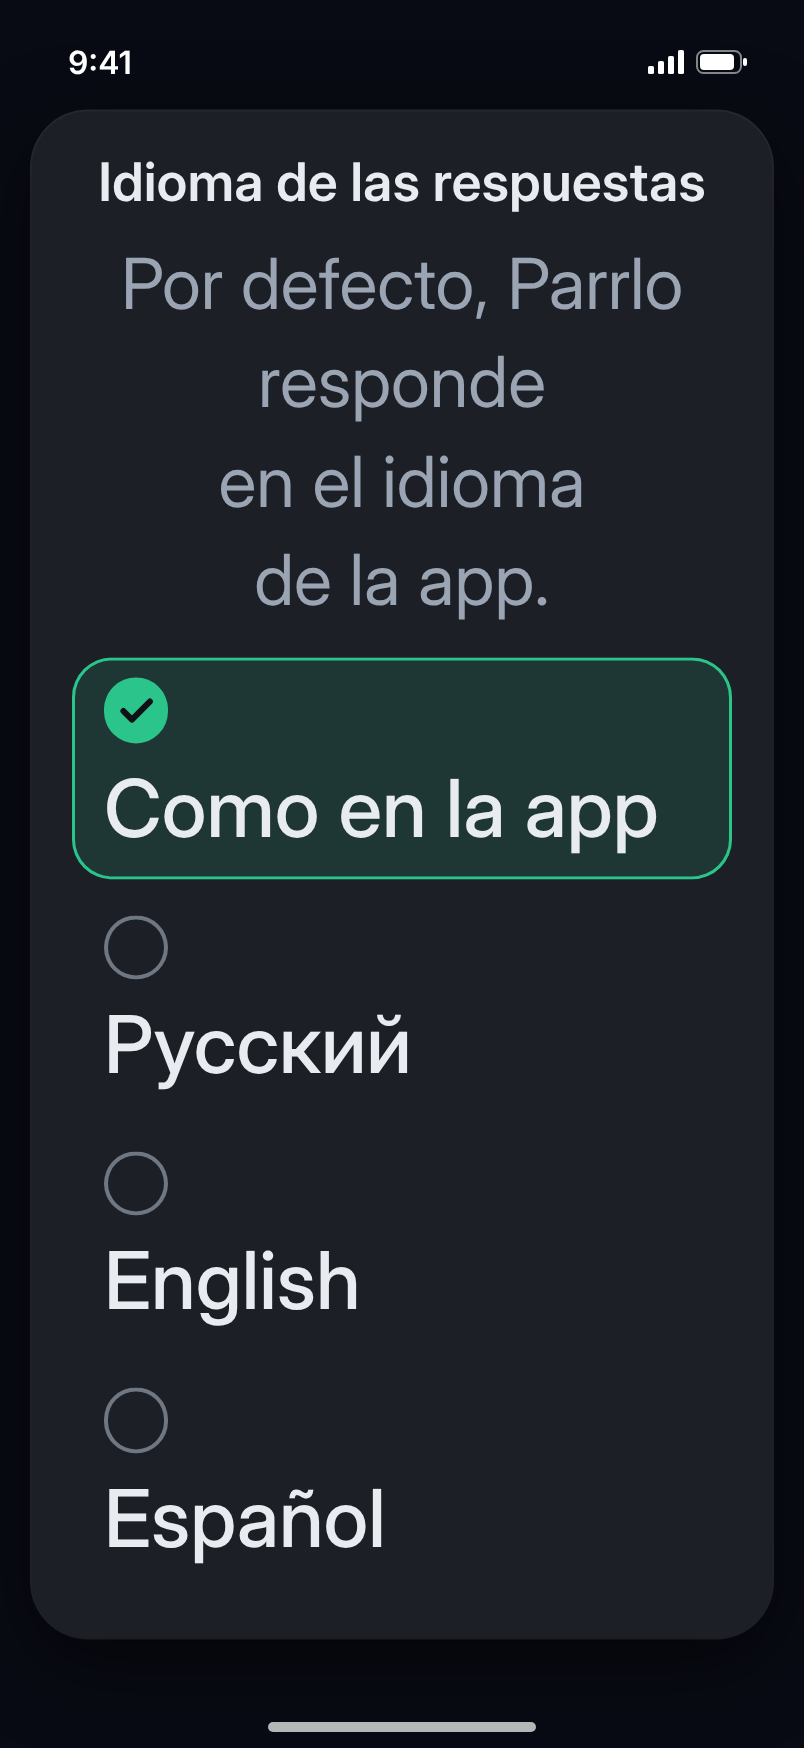 9:41
Idioma de las respuestas
Por defecto, Parrlo
responde
en el idioma
de la app.
Como en la app
Русский
English
Español